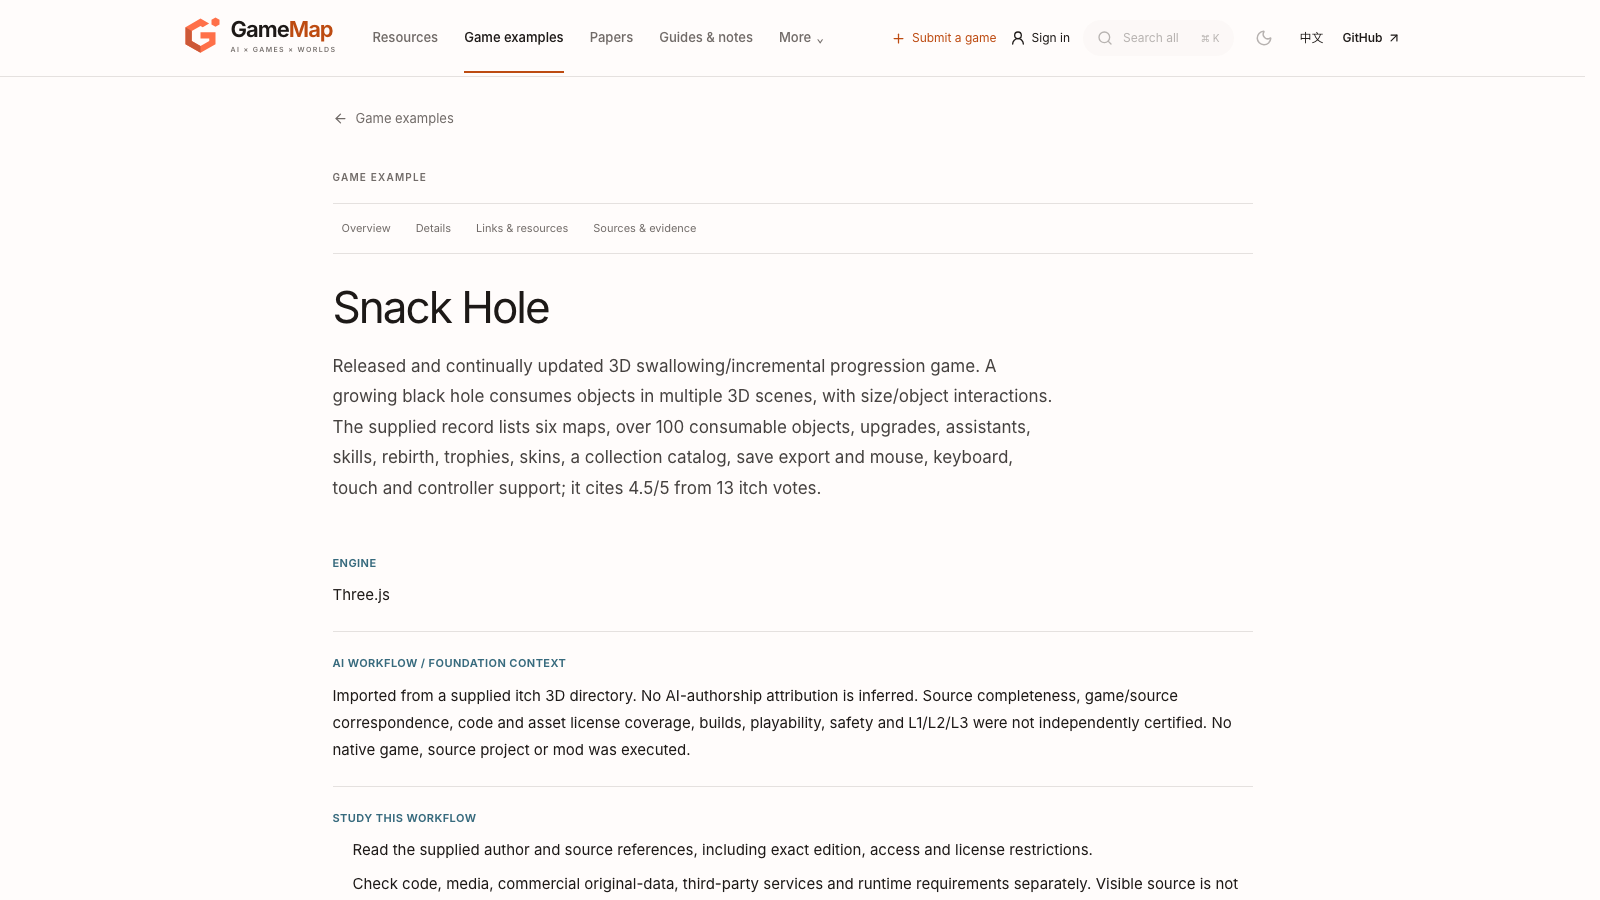 GameMap
AI × GAMES × WORLDS
Resources
Game examples
Papers
Guides & notes
More
Submit a game
Sign in
Search all
⌘ K
中文
GitHub
Game examples
GAME EXAMPLE
Overview
Details
Links & resources
Sources & evidence
Snack Hole
Released and continually updated 3D swallowing/incremental progression game. A
growing black hole consumes objects in multiple 3D scenes, with size/object interactions.
The supplied record lists six maps, over 100 consumable objects, upgrades, assistants,
skills, rebirth, trophies, skins, a collection catalog, save export and mouse, keyboard,
touch and controller support; it cites 4.5/5 from 13 itch votes.
ENGINE
Three.js
AI WORKFLOW / FOUNDATION CONTEXT
Imported from a supplied itch 3D directory. No AI-authorship attribution is inferred. Source completeness, game/source
correspondence, code and asset license coverage, builds, playability, safety and L1/L2/L3 were not independently certified. No
native game, source project or mod was executed.
STUDY THIS WORKFLOW
Read the supplied author and source references, including exact edition, access and license restrictions.
Check code, media, commercial original-data, third-party services and runtime requirements separately. Visible source is not